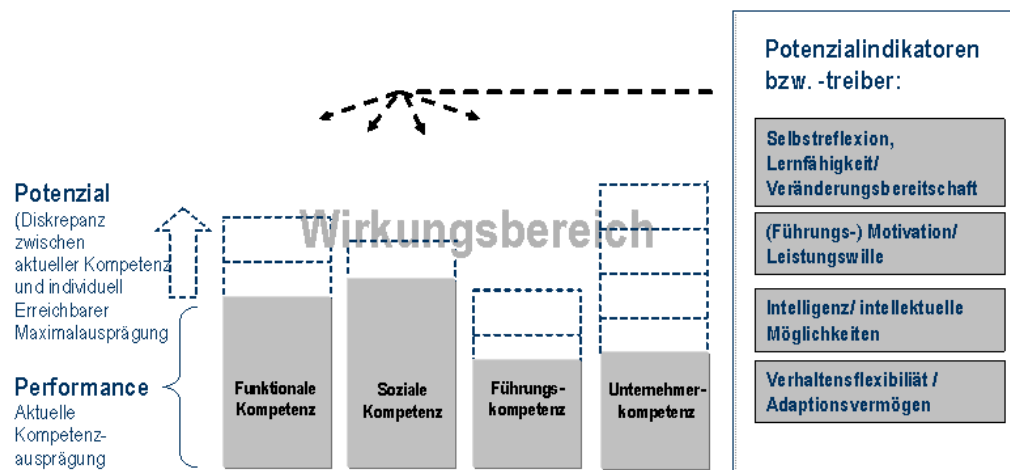 Potenzial
(Diskrepanz
zwischen
aktueller Kompetenz
und individuell
Erreichbarer
Maximalausprägung
Performance
Aktuelle
Kompetenz-
ausprägung
Wirkungsbereich
Funktionale
Kompetenz
Soziale
Kompetenz
Führungs-
kompetenz
Unternehmer-
kompetenz
Potenzialindikatoren
bzw. -treiber:
Selbstreflexion,
Lernfähigkeit/
Veränderungsbereitschaft
(Führungs-) Motivation/
Leistungswille
Intelligenz/ intellektuelle
Möglichkeiten
Verhaltensflexibiliät /
Adaptionsvermögen